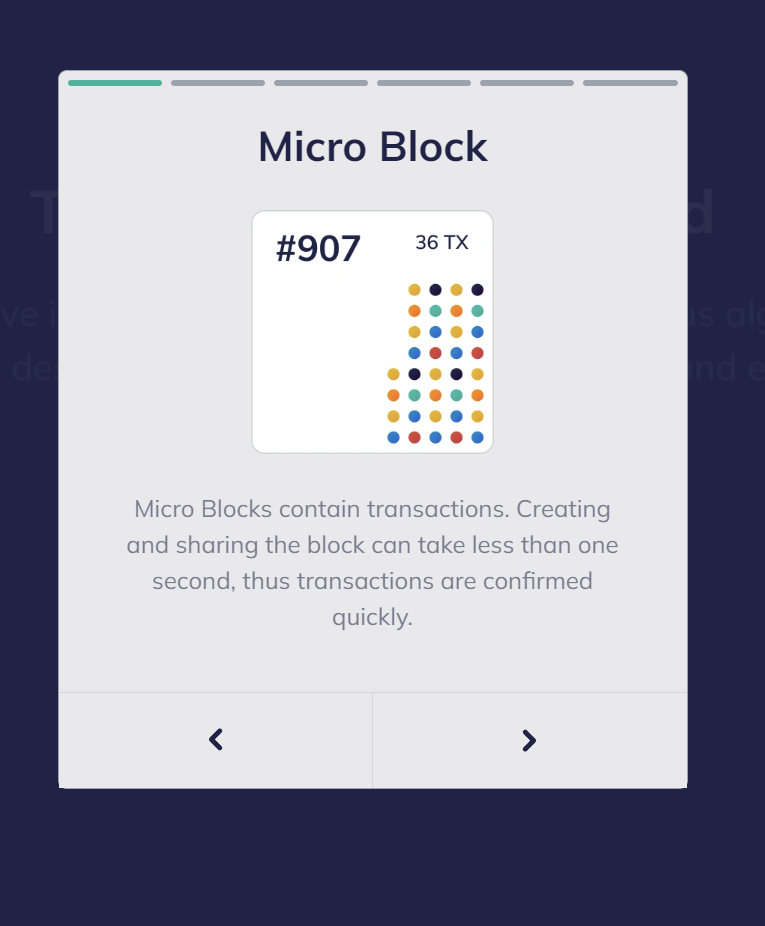 Micro Block
#907
36 TX
Micro Blocks contain transactions. Creating
and sharing the block can take less than one
second, thus transactions are confirmed
quickly.